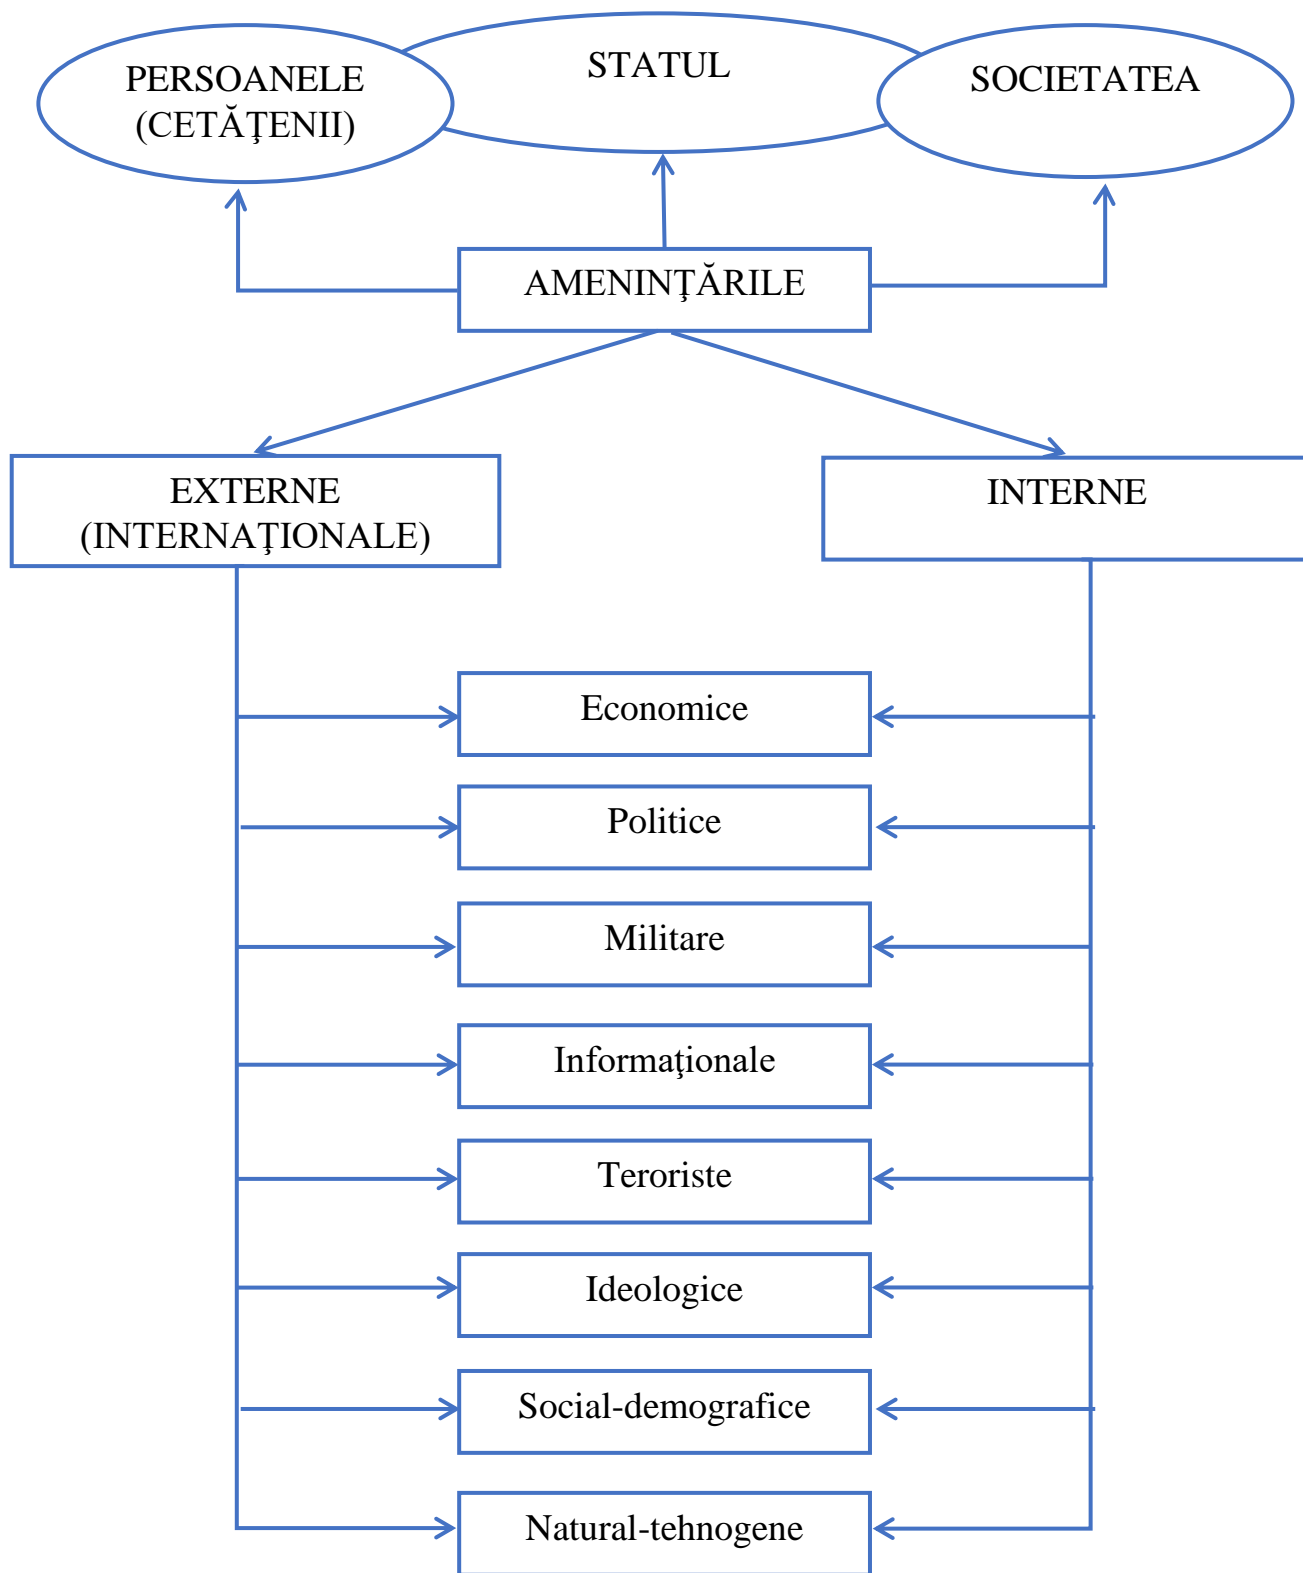 PERSOANELE
(CETĂŢENII)
STATUL
SOCIETATEA
AMENINŢĂRILE
EXTERNE
(INTERNAŢIONALE)
INTERNE
Economice
Politice
Militare
Informaţionale
Teroriste
Ideologice
Social-demografice
Natural-tehnogene